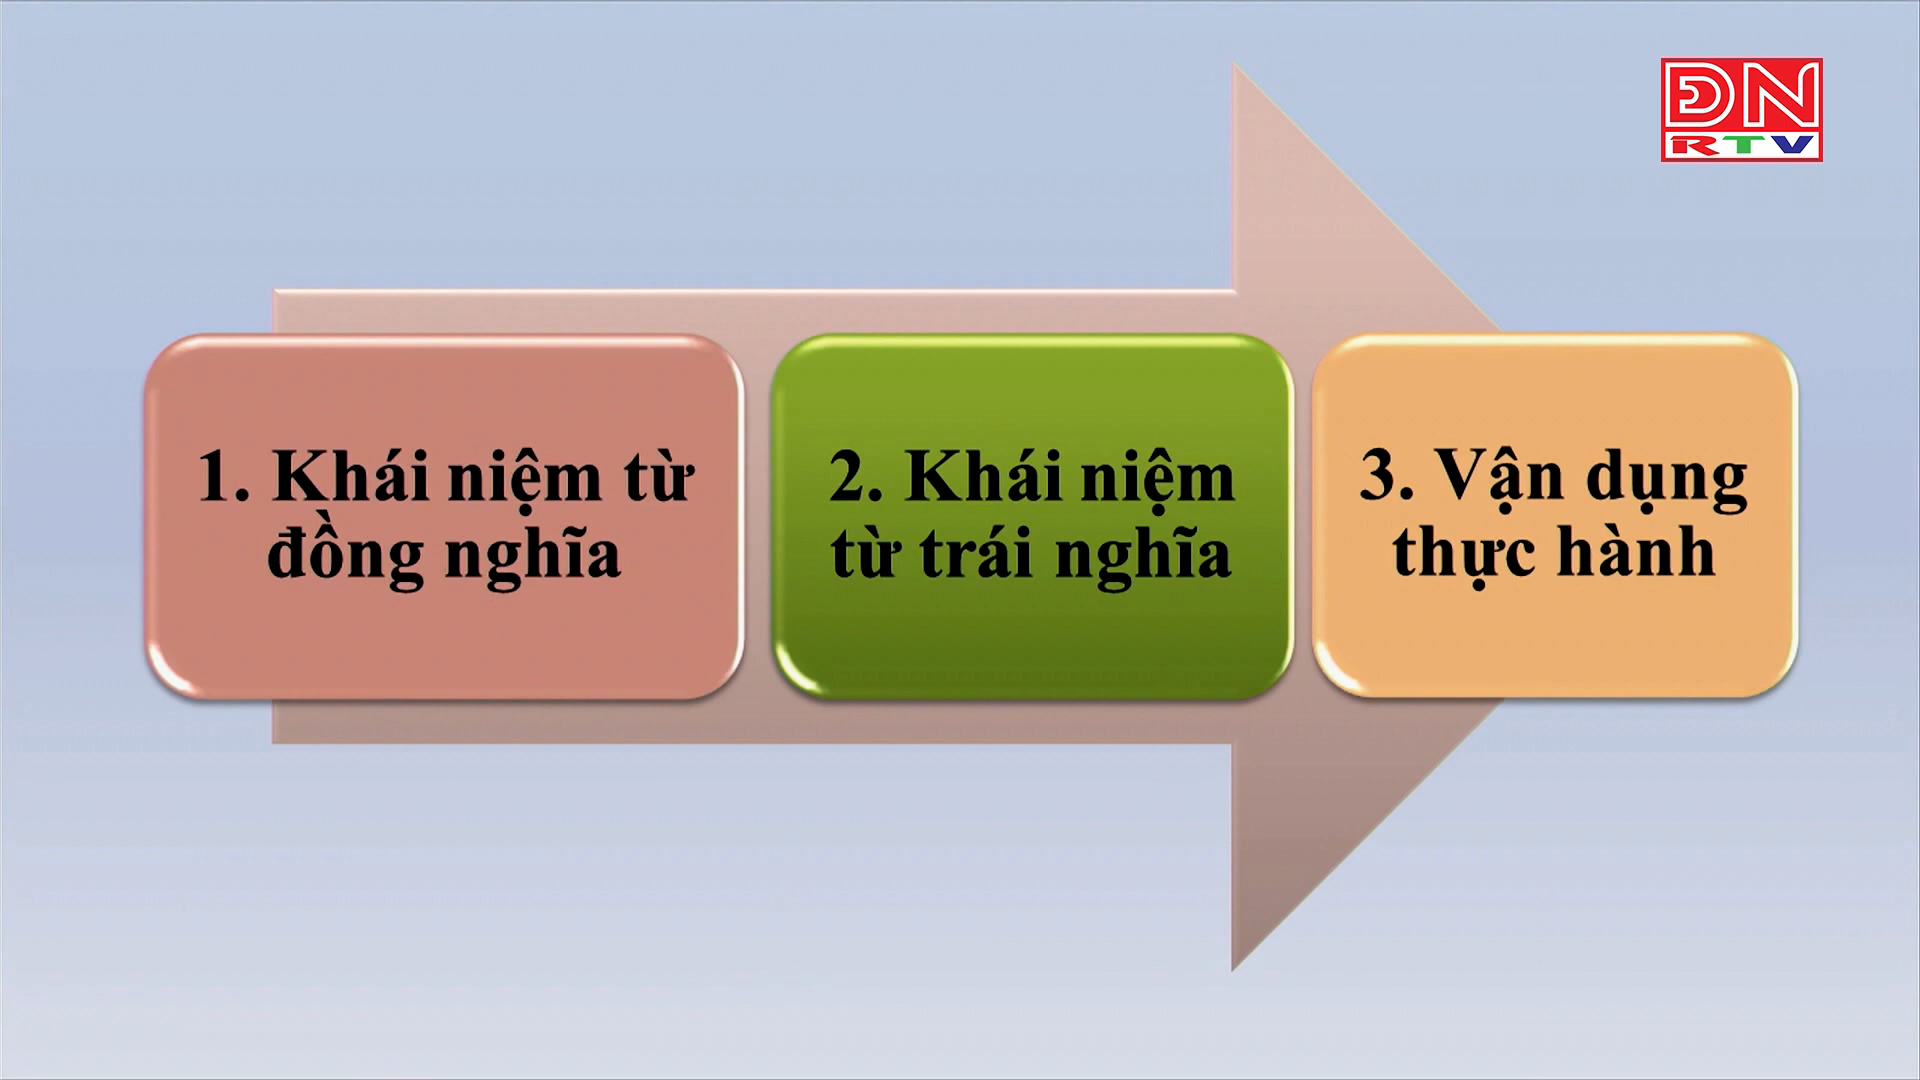 ĐN
RTV
1. Khái niệm từ
đồng nghĩa
2. Khái niệm
từ trái nghĩa
3. Vận dụng
thực hành